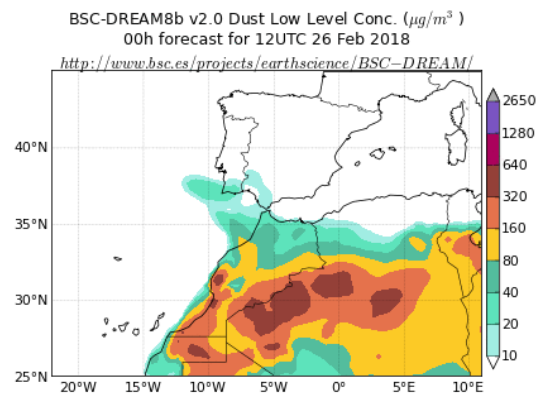 BSC-DREAM8b v2.0 Dust Low Level Conc. (μg/m³ )
00h forecast for 12UTC 26 Feb 2018
http://www.bsc.es/projects/earthscience/BSC−DREAM/
2650
1280
640
320
160
80
40
20
10
40°N
35°N
30°N
25°N
20°W 15°W 10°W 5°W 0° 5°E 10°E